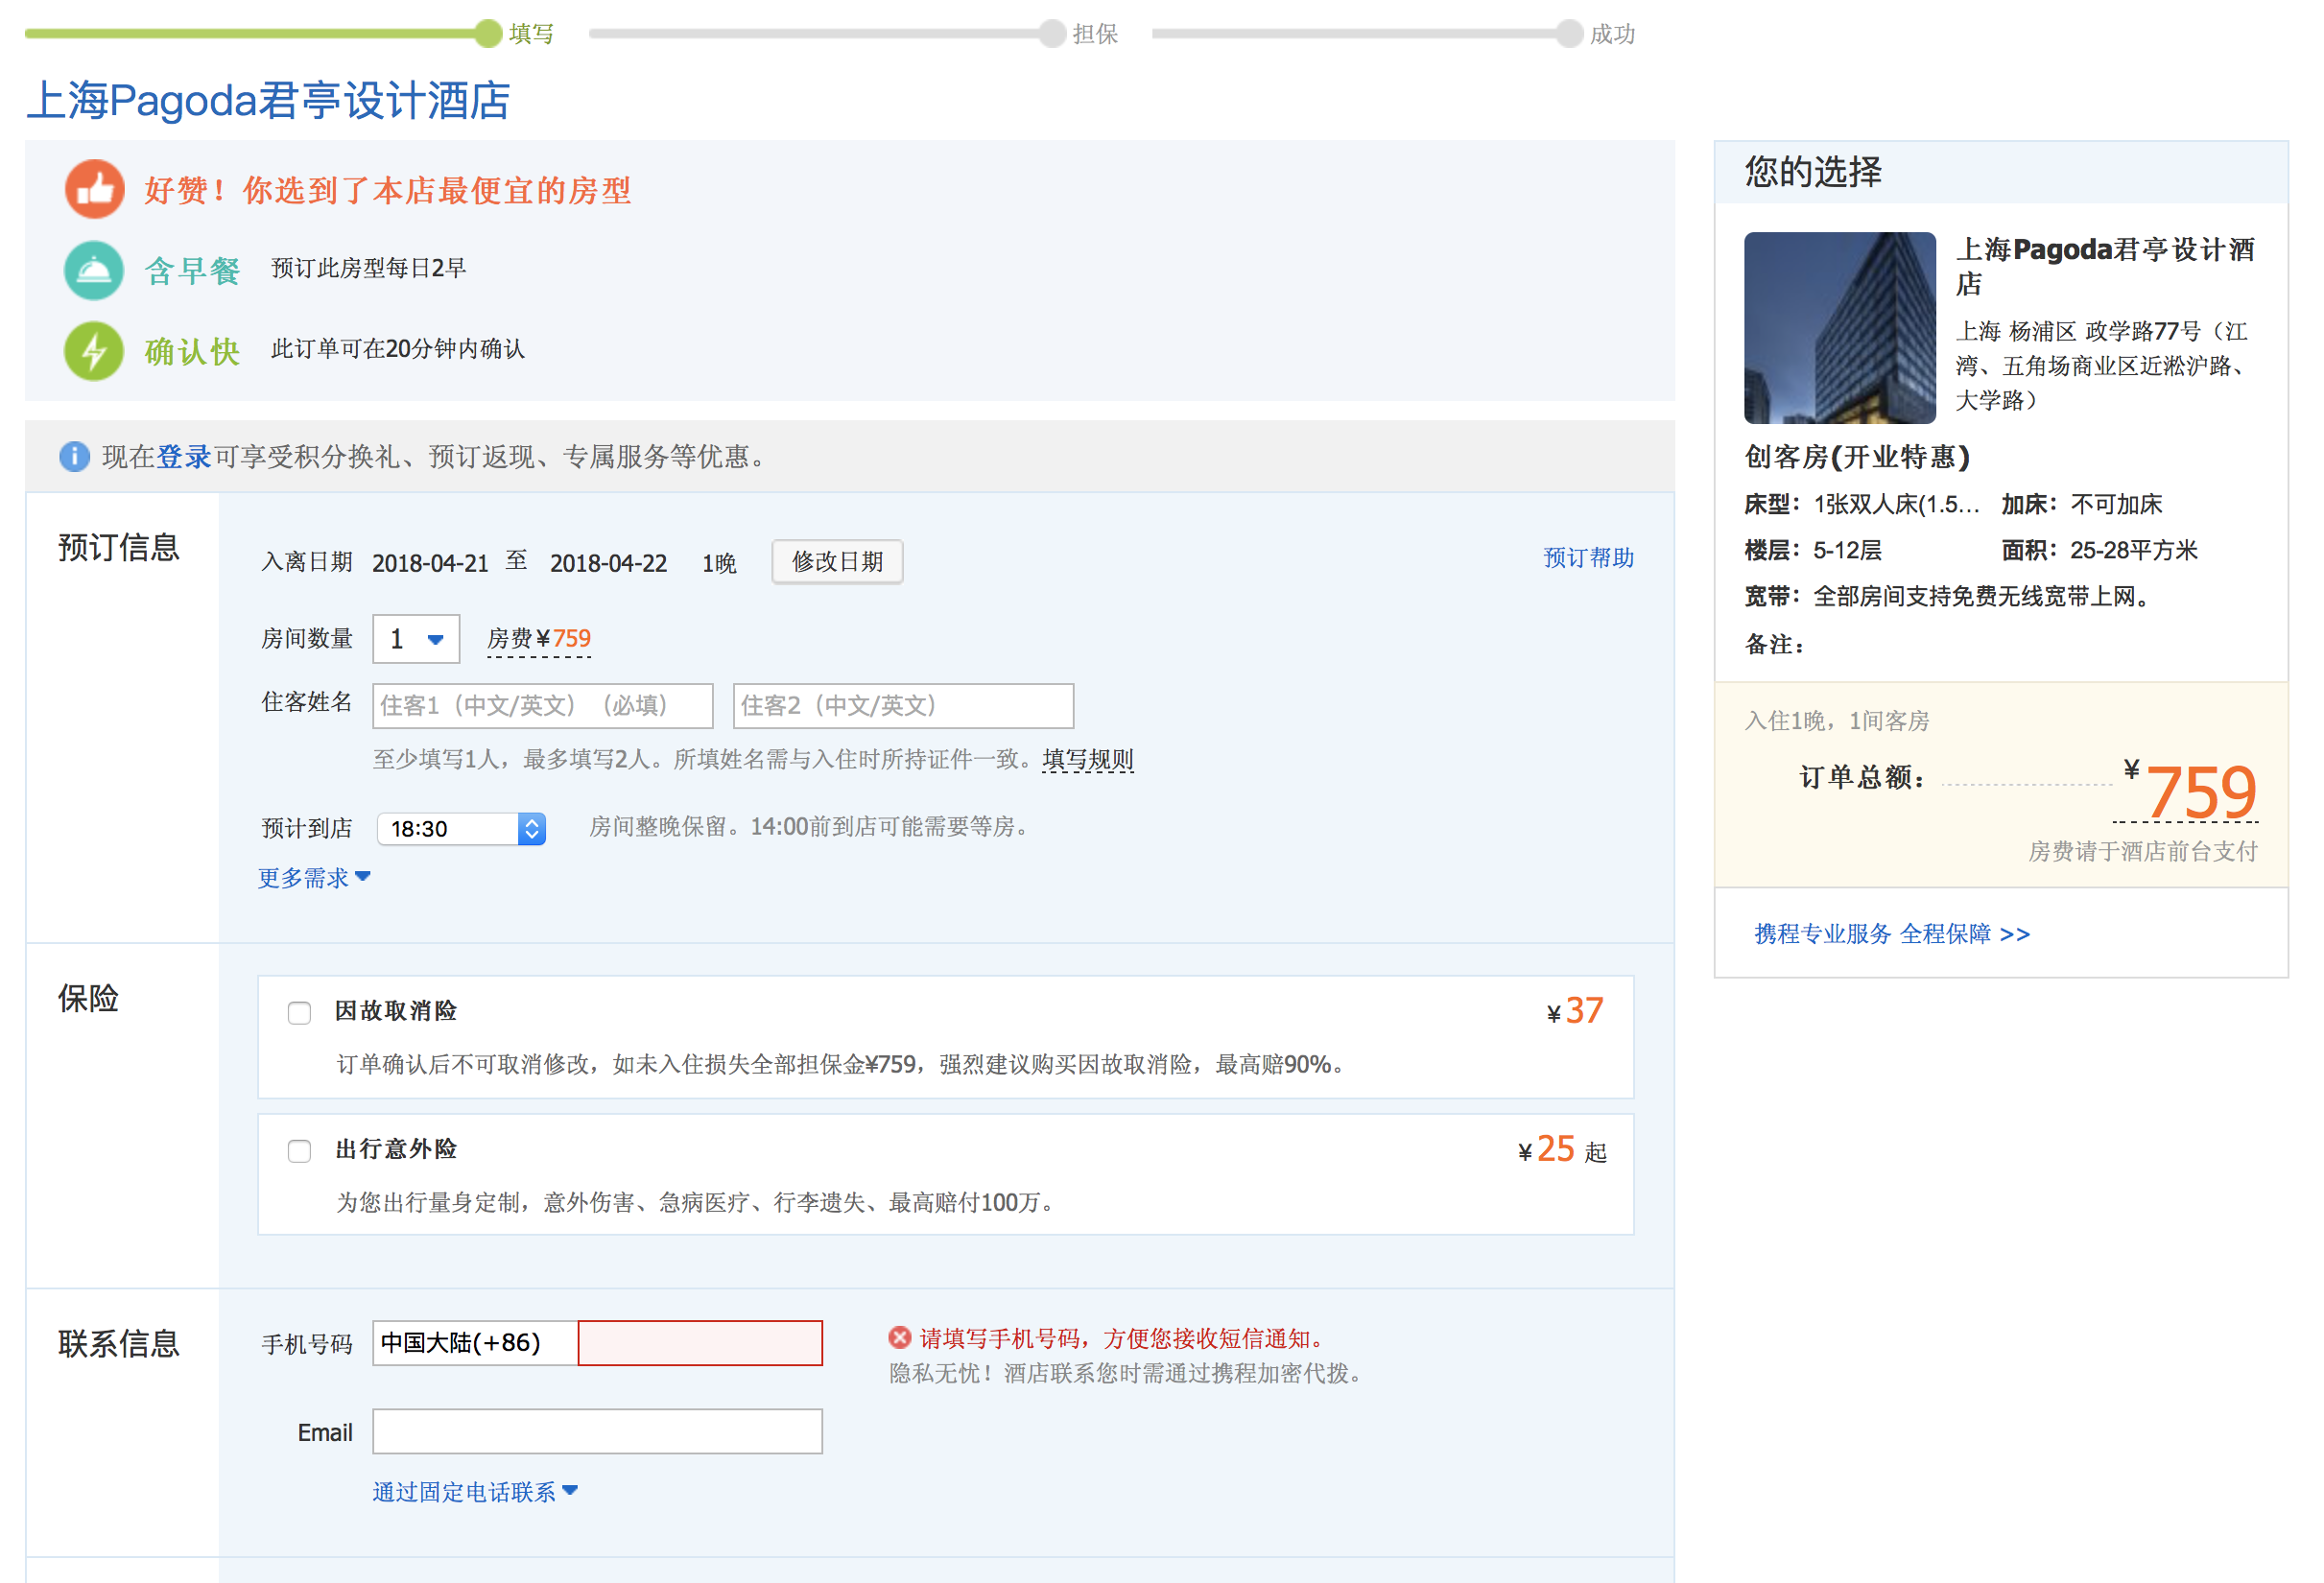 填写
担保
成功
上海Pagoda君亭设计酒店
好赞！你选到了本店最便宜的房型
含早餐 预订此房型每日2早
确认快 此订单可在20分钟内确认
现在登录可享受积分换礼、预订返现、专属服务等优惠。
预订信息
入离日期 2018-04-21 至 2018-04-22 1晚 修改日期 预订帮助
房间数量 1 房费¥759
住客姓名 住客1（中文/英文）（必填） 住客2（中文/英文）
至少填写1人，最多填写2人。所填姓名需与入住时所持证件一致。填写规则
预计到店 18:30 房间整晚保留。14:00前到店可能需要等房。
更多需求
保险
因故取消险 ¥37
订单确认后不可取消修改，如未入住损失全部担保金¥759，强烈建议购买因故取消险，最高赔90%。
出行意外险 ¥25 起
为您出行量身定制，意外伤害、急病医疗、行李遗失、最高赔付100万。
联系信息
手机号码 中国大陆(+86) 请填写手机号码，方便您接收短信通知。
隐私无忧！酒店联系您时需通过携程加密代拨。
Email
通过固定电话联系
您的选择
上海Pagoda君亭设计酒
店
上海 杨浦区 政学路77号（江
湾、五角场商业区近淞沪路、
大学路）
创客房(开业特惠)
床型：1张双人床(1.5... 加床：不可加床
楼层：5-12层 面积：25-28平方米
宽带：全部房间支持免费无线宽带上网。
备注：
入住1晚，1间客房
订单总额： ¥759
房费请于酒店前台支付
携程专业服务 全程保障 >>